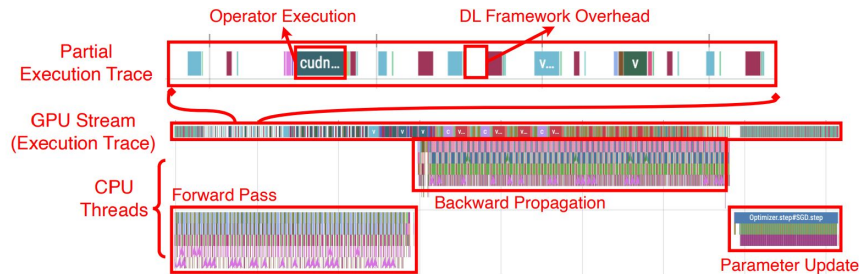 Operator Execution
DL Framework Overhead
Partial
Execution Trace
cudn...
v...
v
GPU Stream
(Execution Trace)
v v v c v... c v... c v...
CPU
Threads
Forward Pass
Backward Propagation
Optimizer.step#SGD.step
Parameter Update